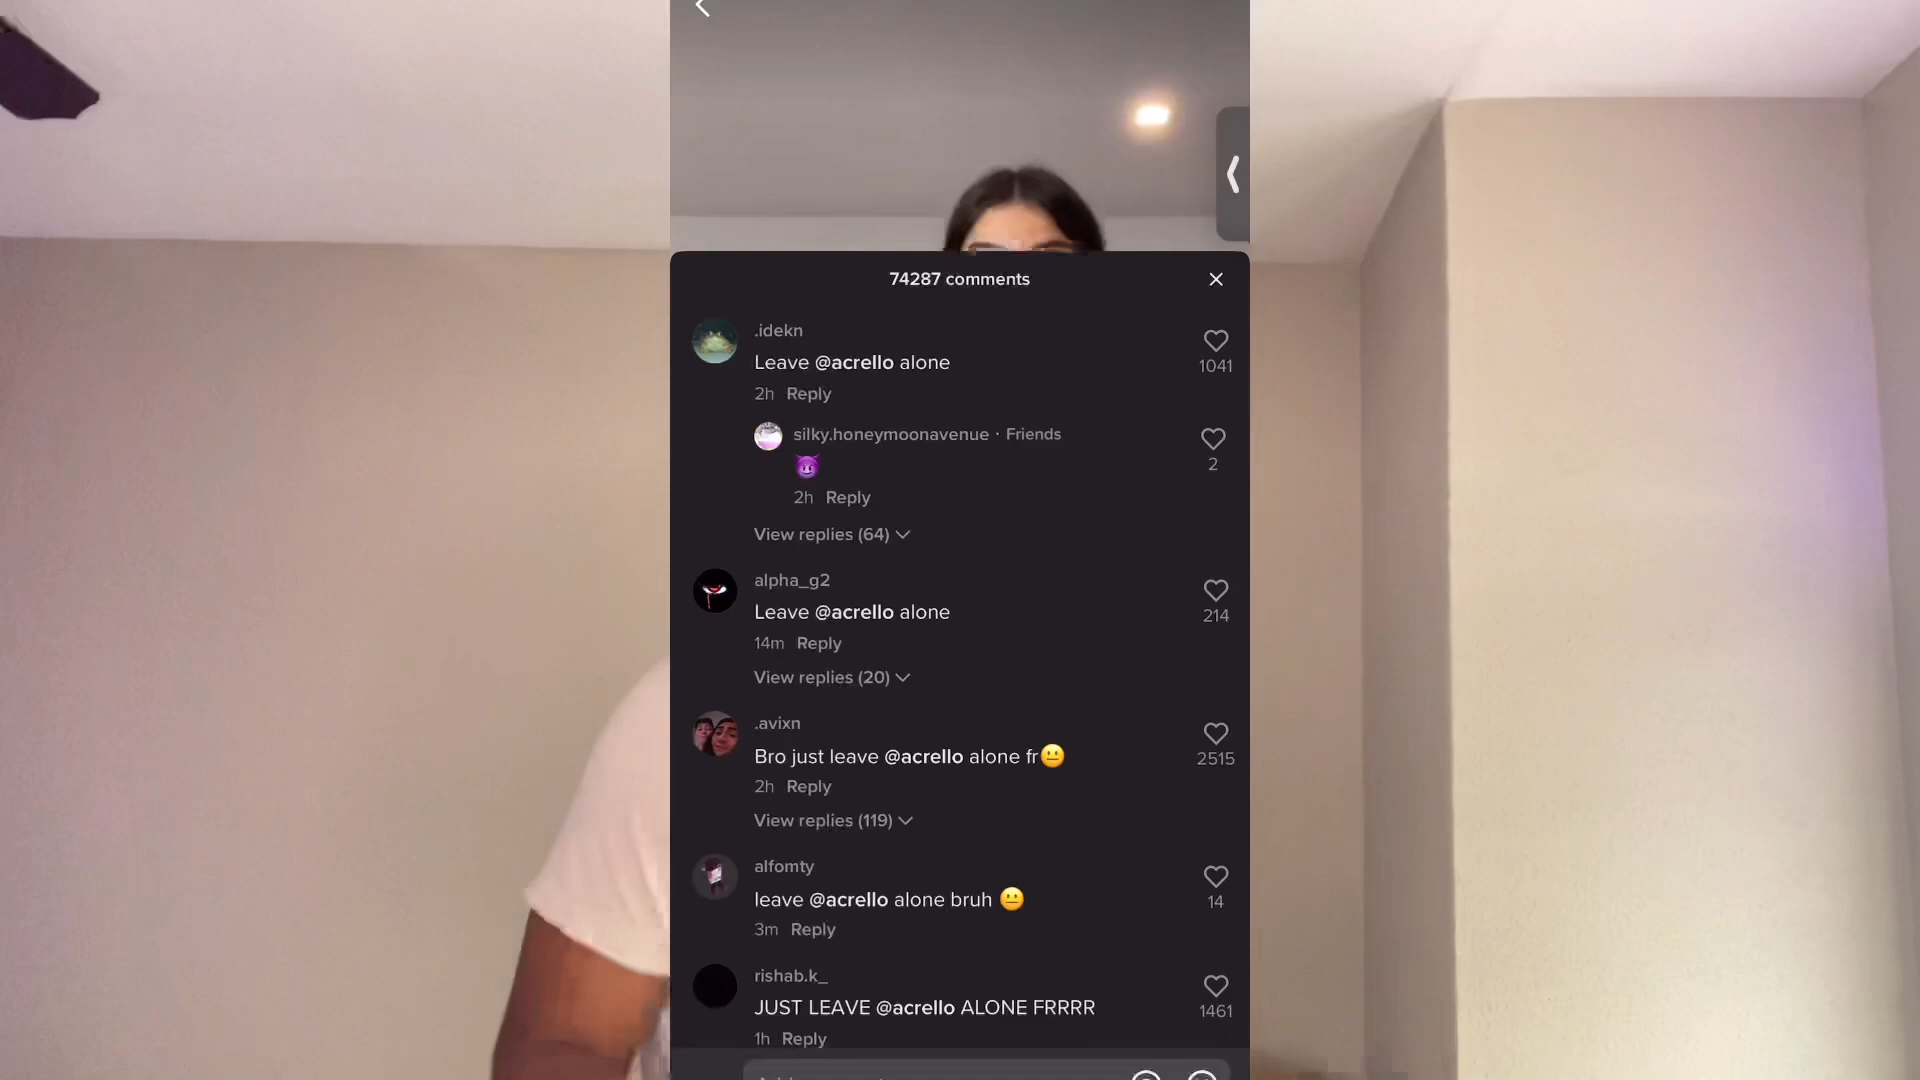 74287 comments
.idekn
Leave @acrello alone
1041
2h Reply
silky.honeymoonavenue · Friends
😈
2
2h Reply
View replies (64)
alpha_g2
Leave @acrello alone
214
14m Reply
View replies (20)
.avixn
Bro just leave @acrello alone fr😐
2515
2h Reply
View replies (119)
alfomty
leave @acrello alone bruh 😐
14
3m Reply
rishab.k_
JUST LEAVE @acrello ALONE FRRRR
1461
1h Reply